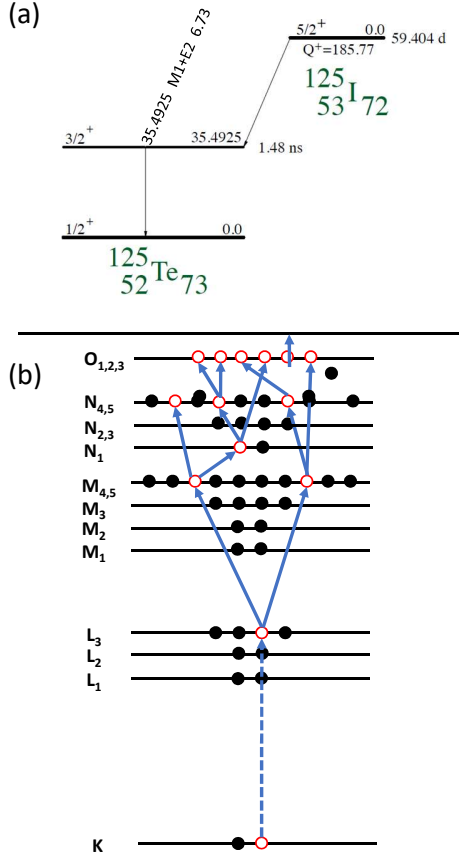 (a)
35.4925 M1+E2 6.73
5/2+ 0.0
59.404 d
Q+=185.77
125
53 I 72
3/2+ 35.4925
1.48 ns
1/2+ 0.0
125
52 Te 73
(b)
O1,2,3
N4,5
N2,3
N1
M4,5
M3
M2
M1
L3
L2
L1
K